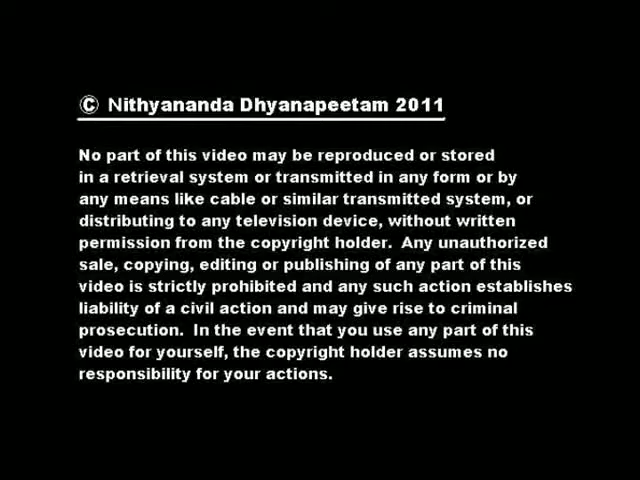 © Nithyananda Dhyanapeetam 2011
No part of this video may be reproduced or stored
in a retrieval system or transmitted in any form or by
any means like cable or similar transmitted system, or
distributing to any television device, without written
permission from the copyright holder.  Any unauthorized
sale, copying, editing or publishing of any part of this
video is strictly prohibited and any such action establishes
liability of a civil action and may give rise to criminal
prosecution.  In the event that you use any part of this
video for yourself, the copyright holder assumes no
responsibility for your actions.